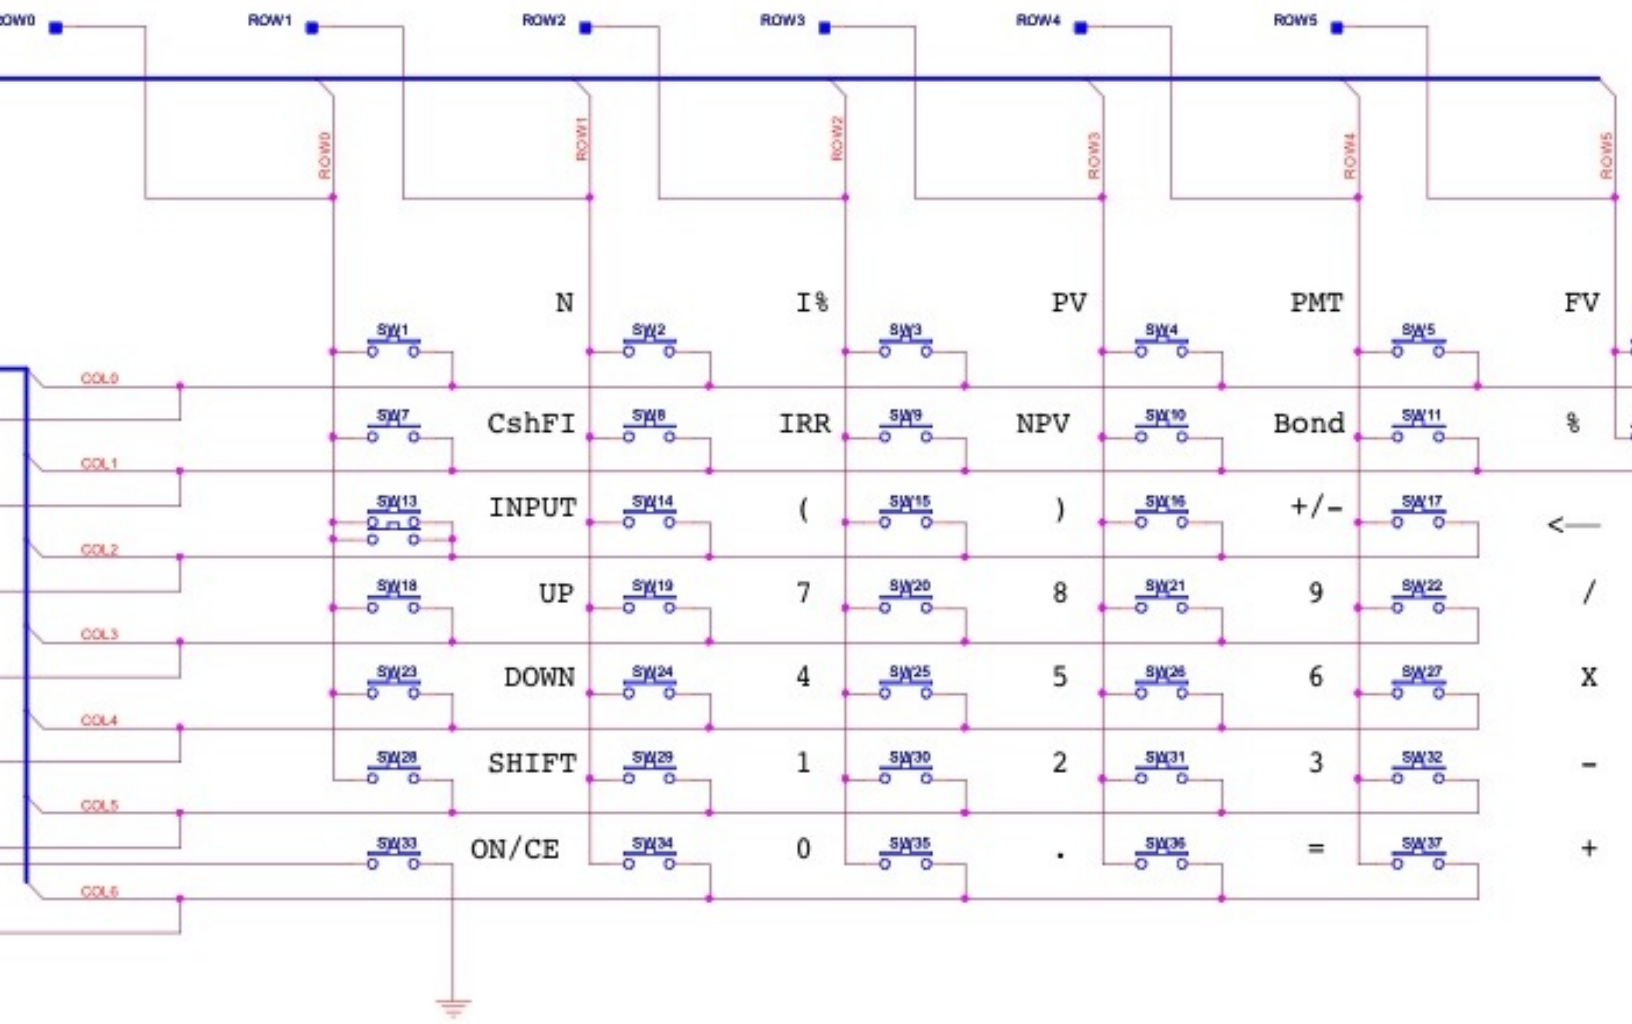 ROW0 ROW1 ROW2 ROW3 ROW4 ROW5
ROW0 ROW1 ROW2 ROW3 ROW4 ROW5
N I% PV PMT FV
SW1 SW2 SW3 SW4 SW5
COL0
SW7 CshFI SW8 IRR SW9 NPV SW10 Bond SW11 %
COL1
SW13 INPUT SW14 ( SW15 ) SW16 +/- SW17 <—
COL2
SW18 UP SW19 7 SW20 8 SW21 9 SW22 /
COL3
SW23 DOWN SW24 4 SW25 5 SW26 6 SW27 X
COL4
SW28 SHIFT SW29 1 SW30 2 SW31 3 SW32 -
COL5
SW33 ON/CE SW34 0 SW35 . SW36 = SW37 +
COL6